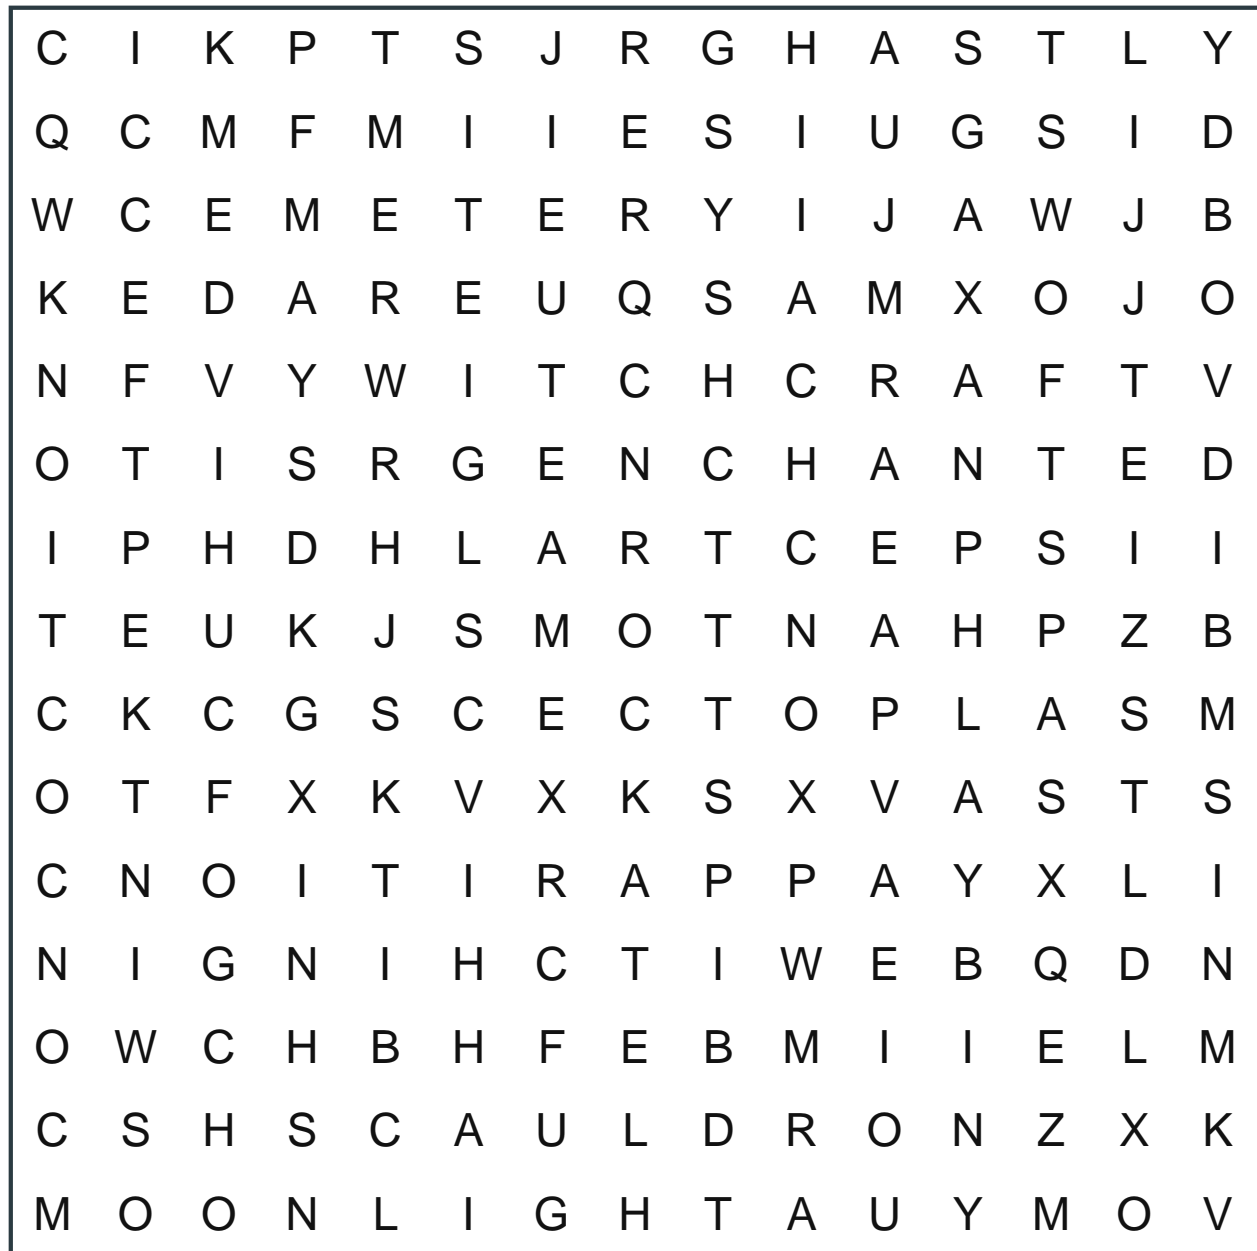 C I K P T S J R G H A S T L Y
Q C M F M I I E S I U G S I D
W C E M E T E R Y I J A W J B
K E D A R E U Q S A M X O J O
N F V Y W I T C H C R A F T V
O T I S R G E N C H A N T E D
I P H D H L A R T C E P S I I
T E U K J S M O T N A H P Z B
C K C G S C E C T O P L A S M
O T F X K V X K S X V A S T S
C N O I T I R A P P A Y X L I
N I G N I H C T I W E B Q D N
O W C H B H F E B M I I E L M
C S H S C A U L D R O N Z X K
M O O N L I G H T A U Y M O V